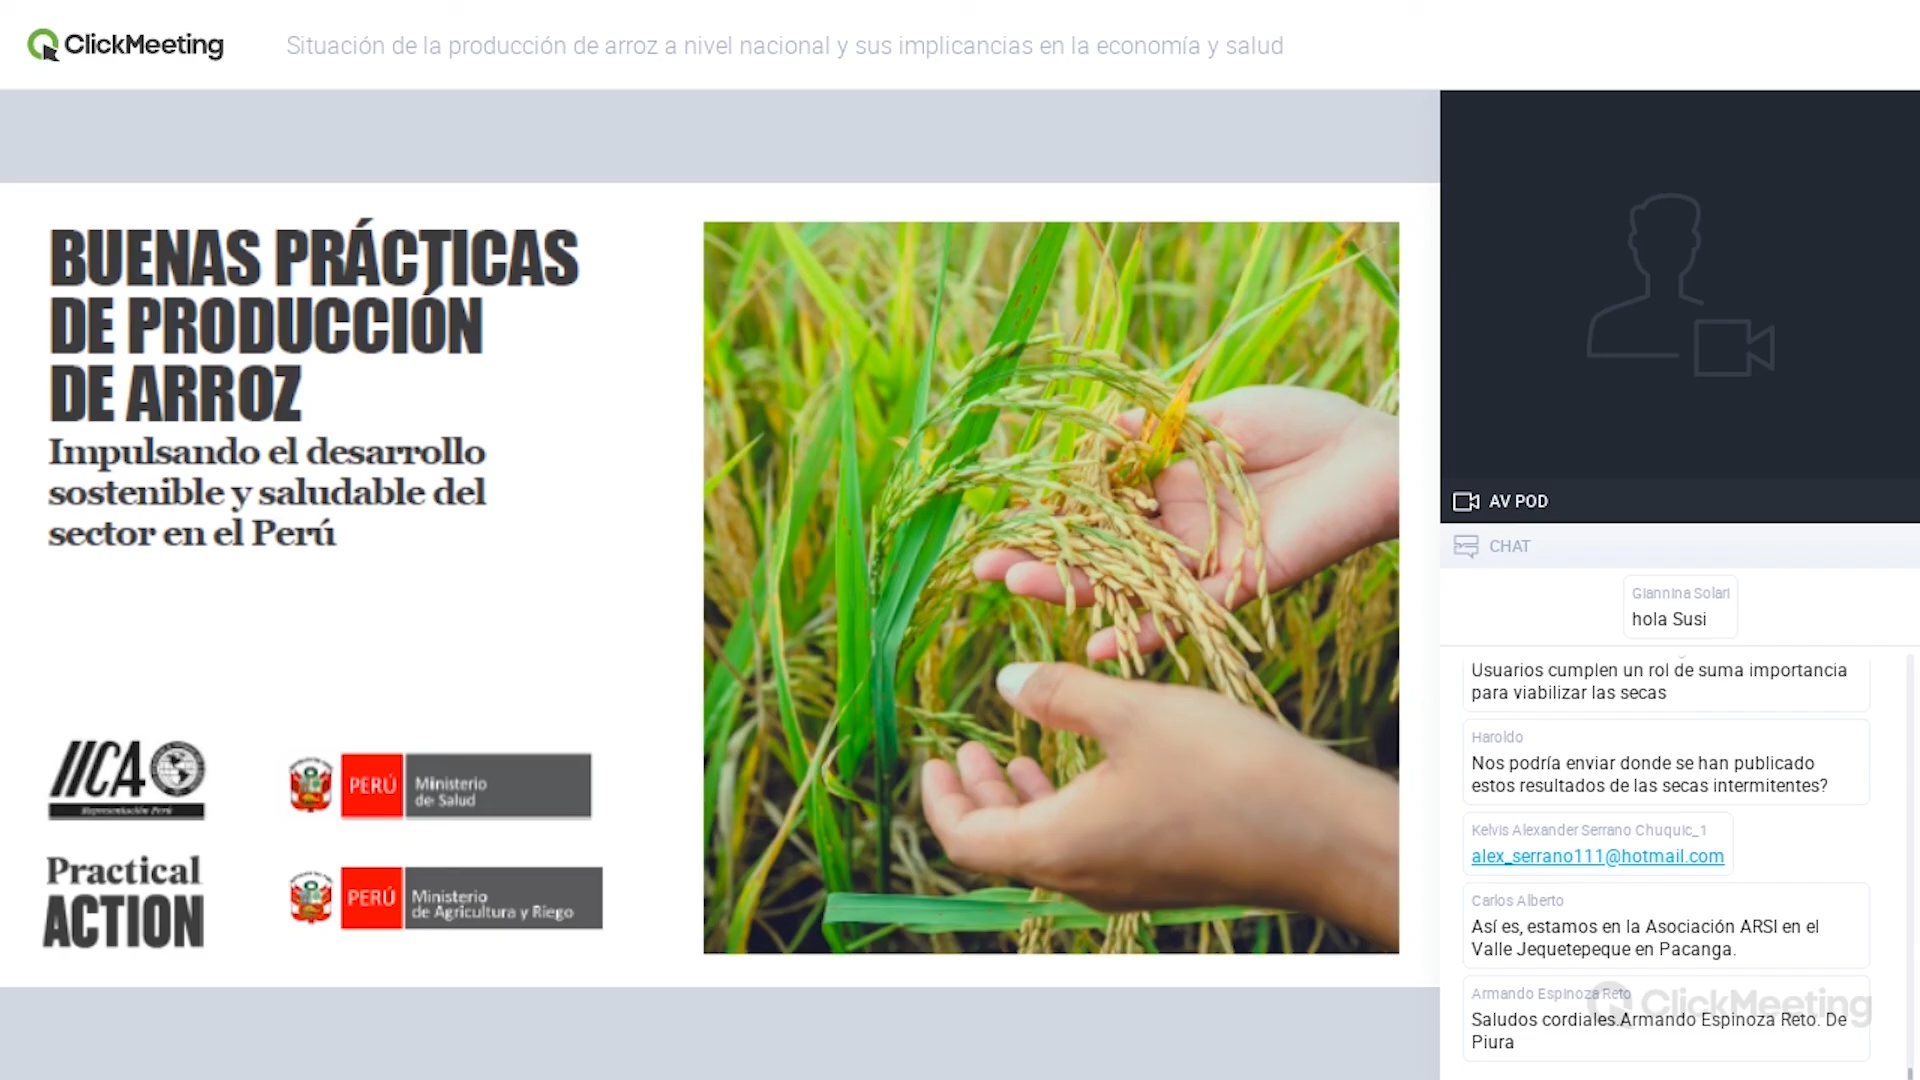 ClickMeeting
Situación de la producción de arroz a nivel nacional y sus implicancias en la economía y salud
BUENAS PRÁCTICAS
DE PRODUCCIÓN
DE ARROZ
Impulsando el desarrollo
sostenible y saludable del
sector en el Perú
IICA
Representación Perú
PERÚ
Ministerio
de Salud
Practical
ACTION
PERÚ
Ministerio
de Agricultura y Riego
AV POD
CHAT
Giannina Solari
hola Susi
Usuarios cumplen un rol de suma importancia
para viabilizar las secas
Haroldo
Nos podría enviar donde se han publicado
estos resultados de las secas intermitentes?
Kelvis Alexander Serrano Chuquic_1
alex_serrano111@hotmail.com
Carlos Alberto
Así es, estamos en la Asociación ARSI en el
Valle Jequetepeque en Pacanga.
Armando Espinoza Reto
Saludos cordiales.Armando Espinoza Reto. De
Piura
ClickMeeting